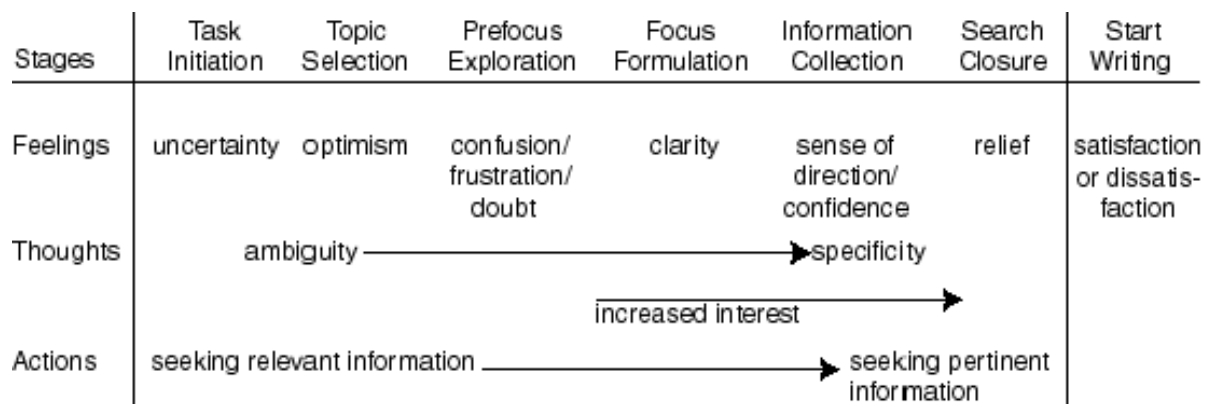 Task Topic Prefocus Focus Information Search Start
Stages Initiation Selection Exploration Formulation Collection Closure Writing
Feelings uncertainty optimism confusion/ clarity sense of relief satisfaction
frustration/ direction/ or dissatis-
doubt confidence faction
Thoughts ambiguity specificity
increased interest
Actions seeking relevant information seeking pertinent
information